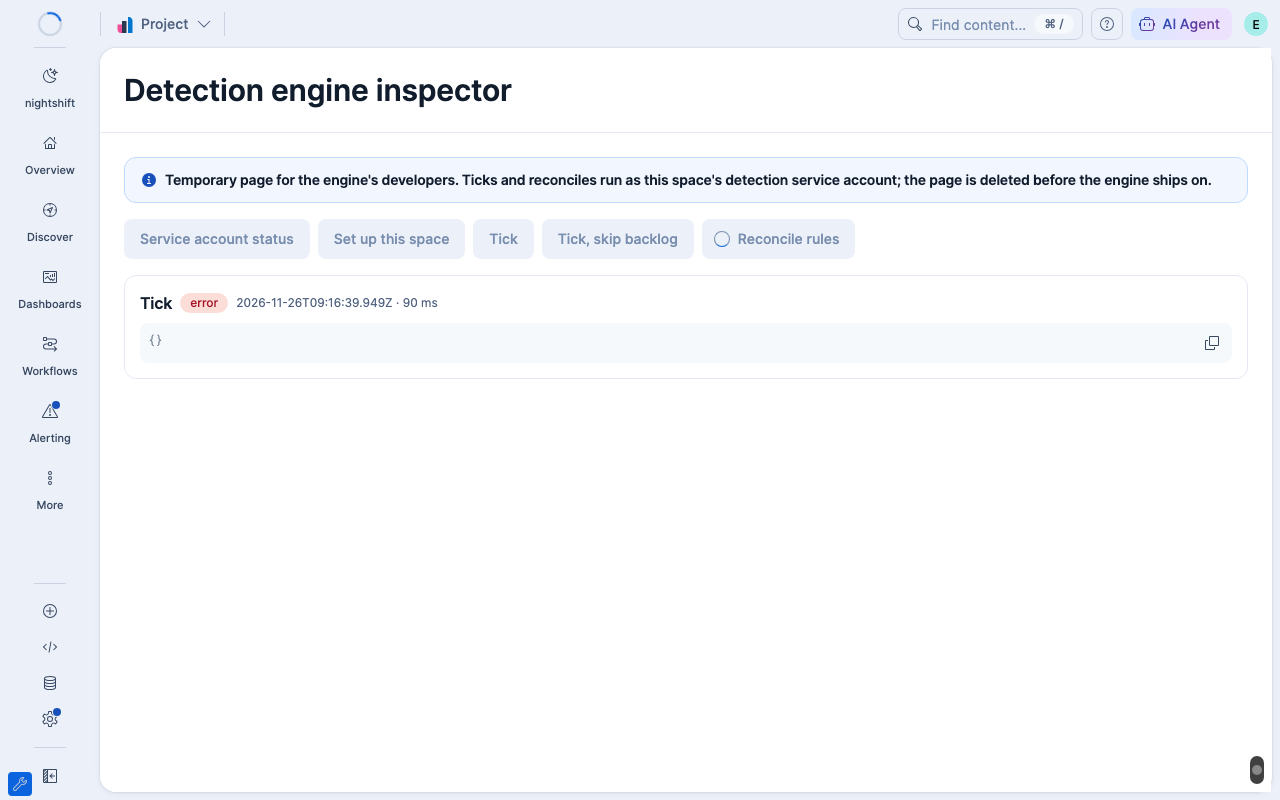 Project
Find content...
⌘ /
AI Agent
E
nightshift
Overview
Discover
Dashboards
Workflows
Alerting
More
Detection engine inspector
Temporary page for the engine's developers. Ticks and reconciles run as this space's detection service account; the page is deleted before the engine ships on.
Service account status
Set up this space
Tick
Tick, skip backlog
Reconcile rules
Tick error 2026-11-26T09:16:39.949Z · 90 ms
{}